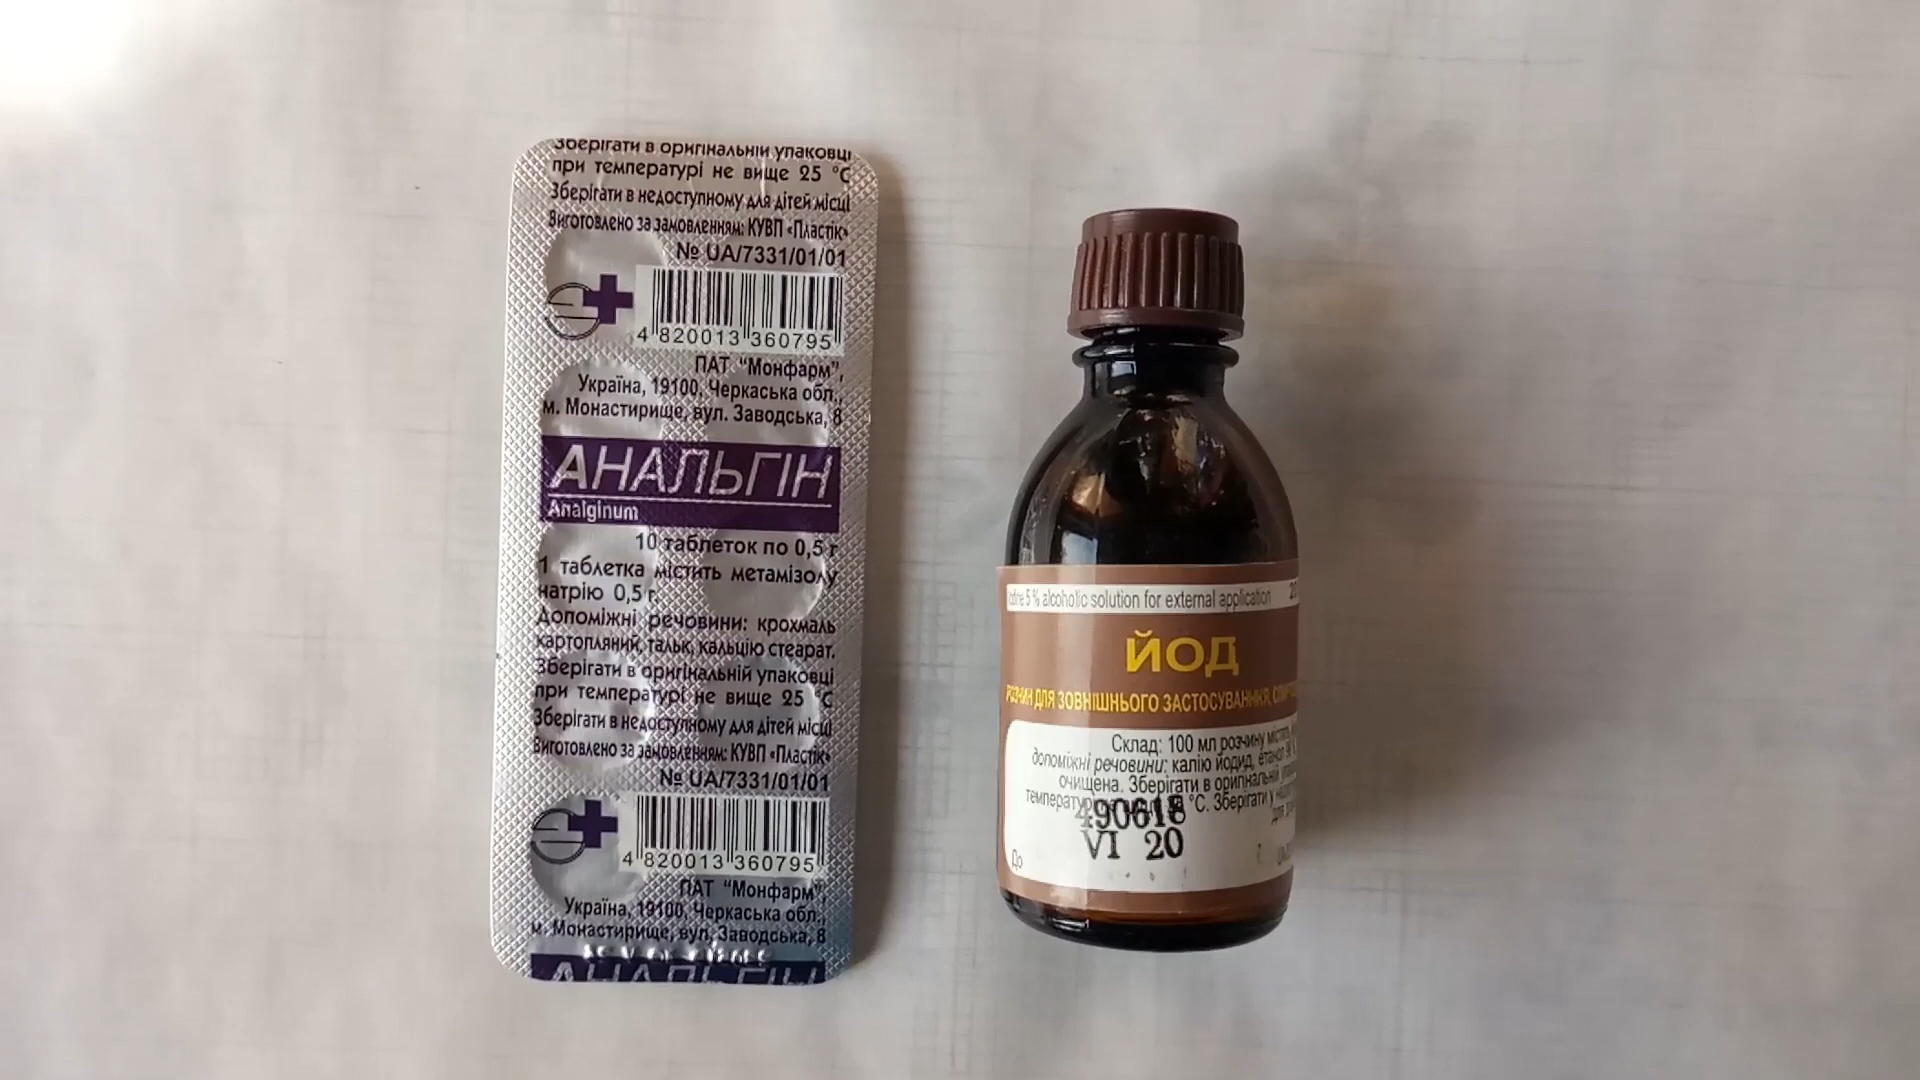 Зберігати в оригінальній упаковці
при температурі не вище 25 °C
Зберігати в недоступному для дітей місці
Виготовлено за замовленням: КУВП «Пластік»
№ UA/7331/01/01
4 820013 360795
ПАТ "Монфарм",
Україна, 19100, Черкаська обл.,
м. Монастирище, вул. Заводська, 8
АНАЛЬГІН
Analginum
10 таблеток по 0,5 г
1 таблетка містить метамізолу
натрію 0,5 г.
Допоміжні речовини: крохмаль
картопляний, тальк, кальцію стеарат.
Зберігати в оригінальній упаковці
при температурі не вище 25 °C
Зберігати в недоступному для дітей місці
Виготовлено за замовленням: КУВП «Пластік»
№ UA/7331/01/01
4 820013 360795
ПАТ "Монфарм",
Україна, 19100, Черкаська обл.,
м. Монастирище, вул. Заводська, 8
АНАЛЬГІН
5 % alcoholic solution for external application
ЙОД
РОЗЧИН ДЛЯ ЗОВНІШНЬОГО ЗАСТОСУВАННЯ,
Склад: 100 мл розчину
допоміжні речовини: калію йодид, етанол
очищена. Зберігати в оригінальній
°C. Зберігати у
490618
VI 20
До